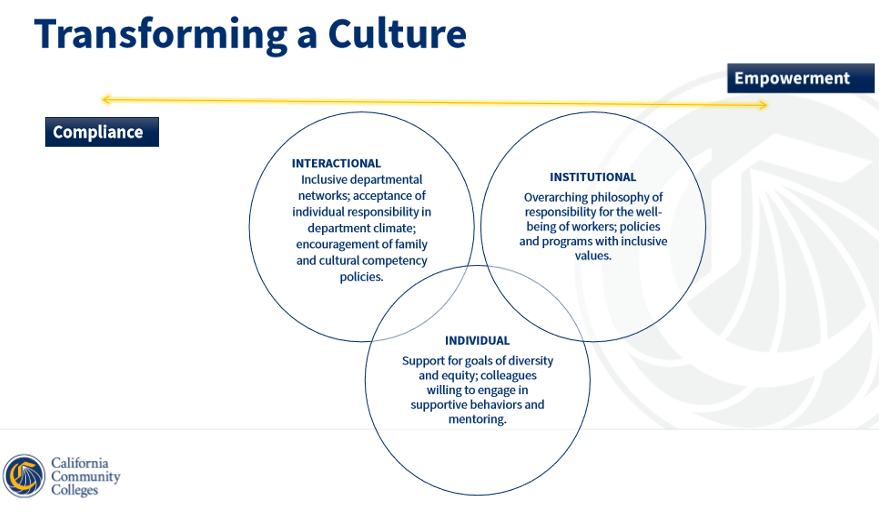 Transforming a Culture
Empowerment
Compliance
INTERACTIONAL
Inclusive departmental
networks; acceptance of
individual responsibility in
department climate;
encouragement of family
and cultural competency
policies.
INSTITUTIONAL
Overarching philosophy of
responsibility for the well-
being of workers; policies
and programs with inclusive
values.
INDIVIDUAL
Support for goals of diversity
and equity; colleagues
willing to engage in
supportive behaviors and
mentoring.
California
Community
Colleges